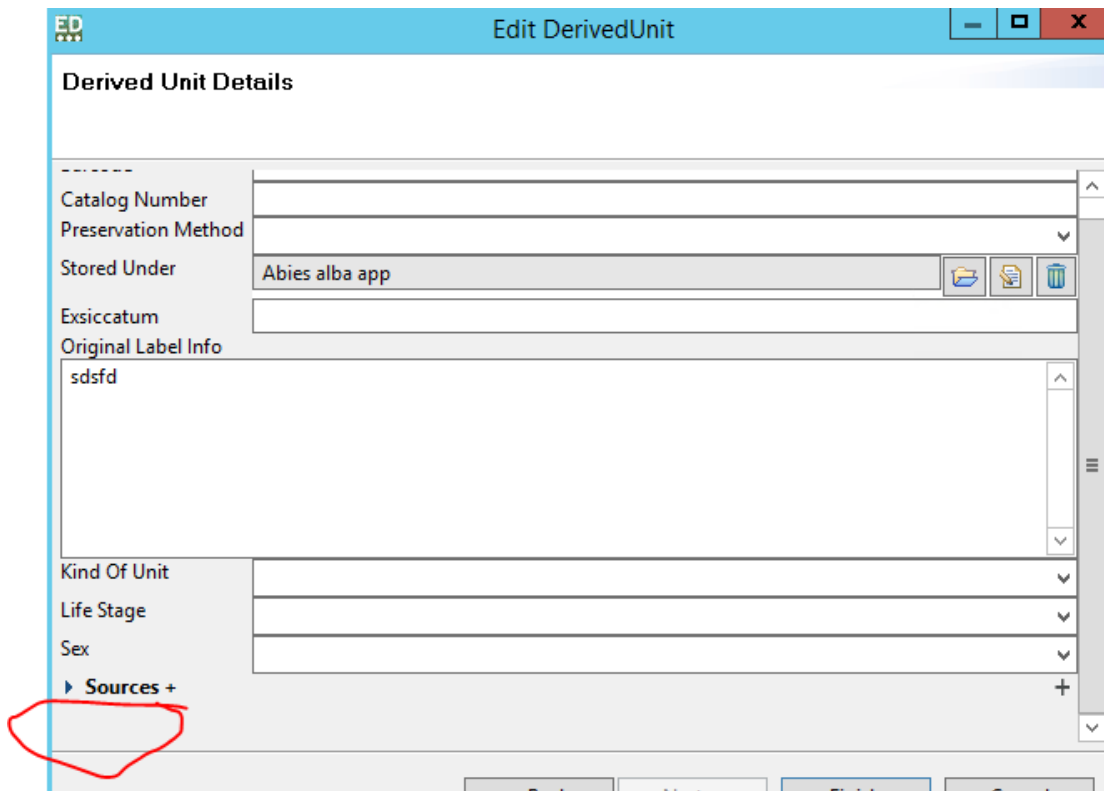 ED
Edit DerivedUnit
Derived Unit Details
Catalog Number
Preservation Method
Stored Under
Abies alba app
Exsiccatum
Original Label Info
sdsfd
Kind Of Unit
Life Stage
Sex
Sources +